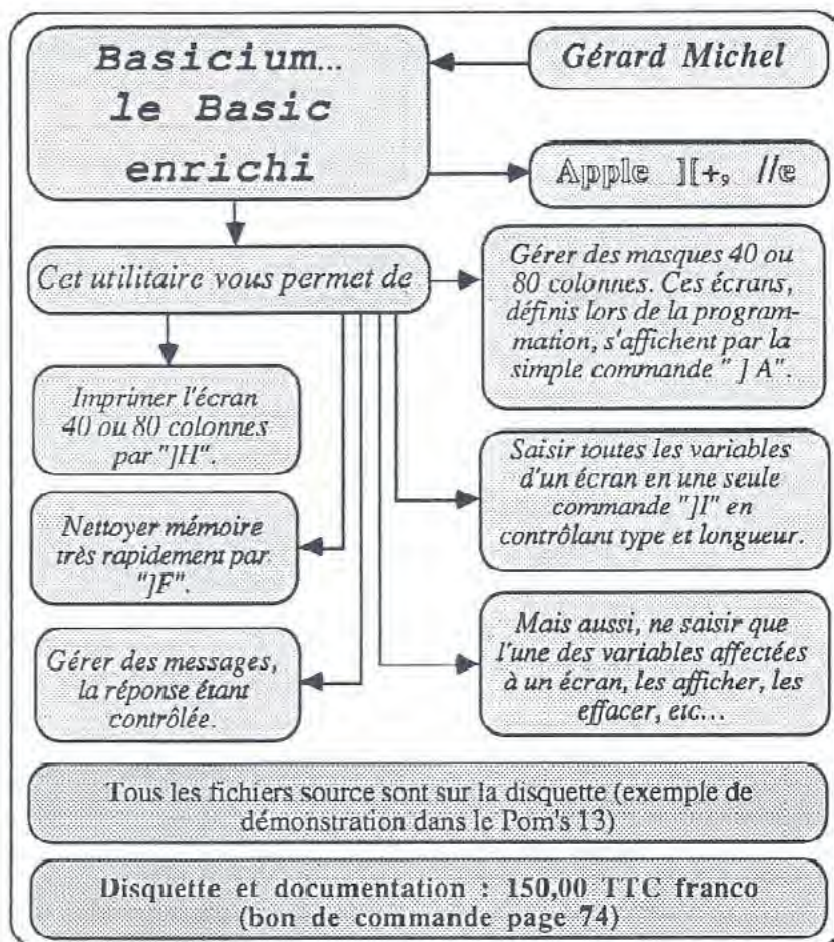 Basicium...
le Basic
enrichi
Gérard Michel
Apple ][+, //e
Cet utilitaire vous permet de
Gérer des masques 40 ou
80 colonnes. Ces écrans,
définis lors de la program-
mation, s'affichent par la
simple commande " ] A".
Imprimer l'écran
40 ou 80 colonnes
par "]H".
Saisir toutes les variables
d'un écran en une seule
commande "]I" en
contrôlant type et longueur.
Nettoyer mémoire
très rapidement par
"]F".
Mais aussi, ne saisir que
l'une des variables affectées
à un écran, les afficher, les
effacer, etc...
Gérer des messages,
la réponse étant
contrôlée.
Tous les fichiers source sont sur la disquette (exemple de
démonstration dans le Pom's 13)
Disquette et documentation : 150,00 TTC franco
(bon de commande page 74)